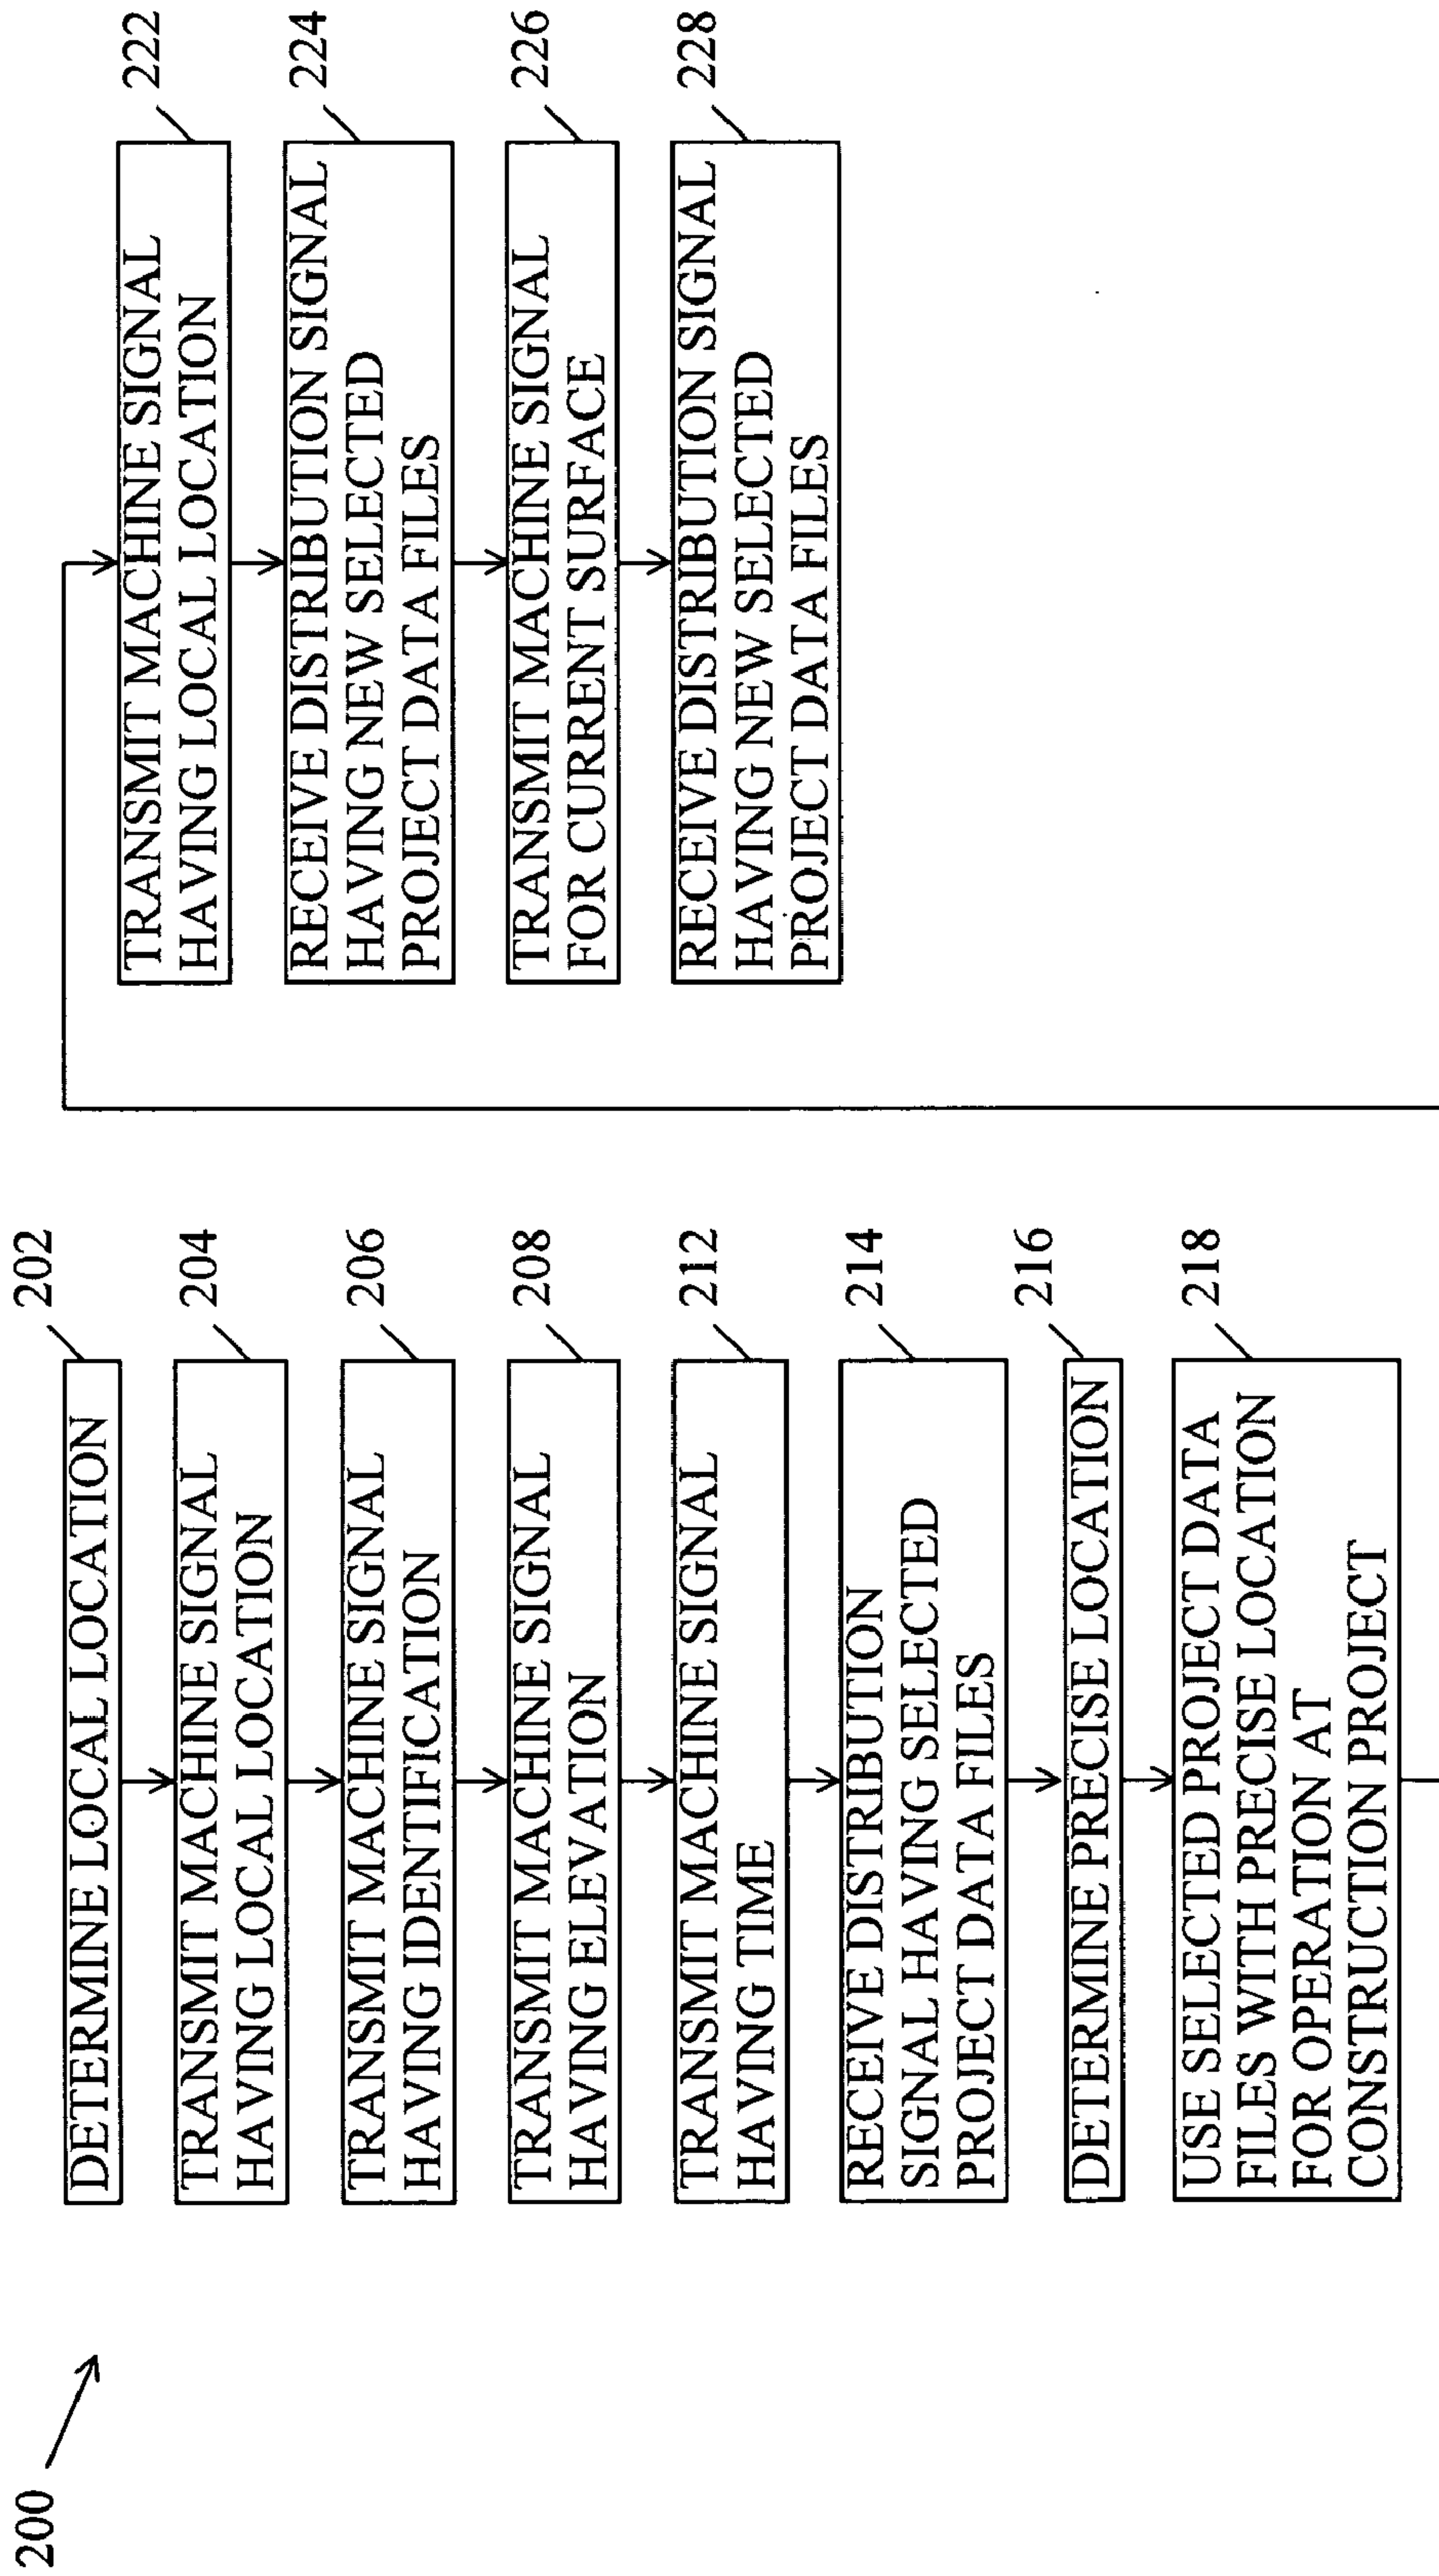 200
202
DETERMINE LOCAL LOCATION
204
TRANSMIT MACHINE SIGNAL
HAVING LOCAL LOCATION
206
TRANSMIT MACHINE SIGNAL
HAVING IDENTIFICATION
208
TRANSMIT MACHINE SIGNAL
HAVING ELEVATION
212
TRANSMIT MACHINE SIGNAL
HAVING TIME
214
RECEIVE DISTRIBUTION
SIGNAL HAVING SELECTED
PROJECT DATA FILES
216
DETERMINE PRECISE LOCATION
218
USE SELECTED PROJECT DATA
FILES WITH PRECISE LOCATION
FOR OPERATION AT
CONSTRUCTION PROJECT
222
TRANSMIT MACHINE SIGNAL
HAVING LOCAL LOCATION
224
RECEIVE DISTRIBUTION SIGNAL
HAVING NEW SELECTED
PROJECT DATA FILES
226
TRANSMIT MACHINE SIGNAL
FOR CURRENT SURFACE
228
RECEIVE DISTRIBUTION SIGNAL
HAVING NEW SELECTED
PROJECT DATA FILES